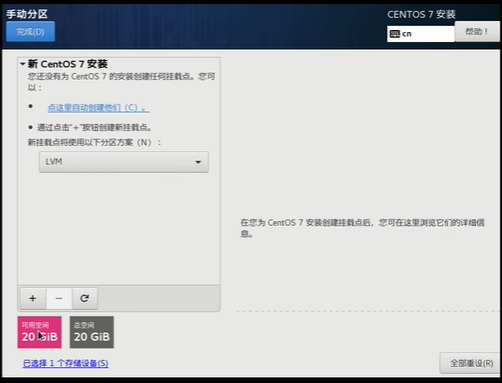 手动分区
CENTOS 7 安装
完成(D)
cn
帮助！
新 CentOS 7 安装
您还没有为 CentOS 7 的安装创建任何挂载点。您可
以：
• 点这里自动创建他们（C）。
• 通过点击"+"按钮创建新挂载点。
新挂载点将使用以下分区方案（N）：
LVM
在您为 CentOS 7 安装创建挂载点后，您可在这里浏览它们的详细信
息。
+ − 
可用空间
20 GiB
总空间
20 GiB
已选择 1 个存储设备(S)
全部重设(R)